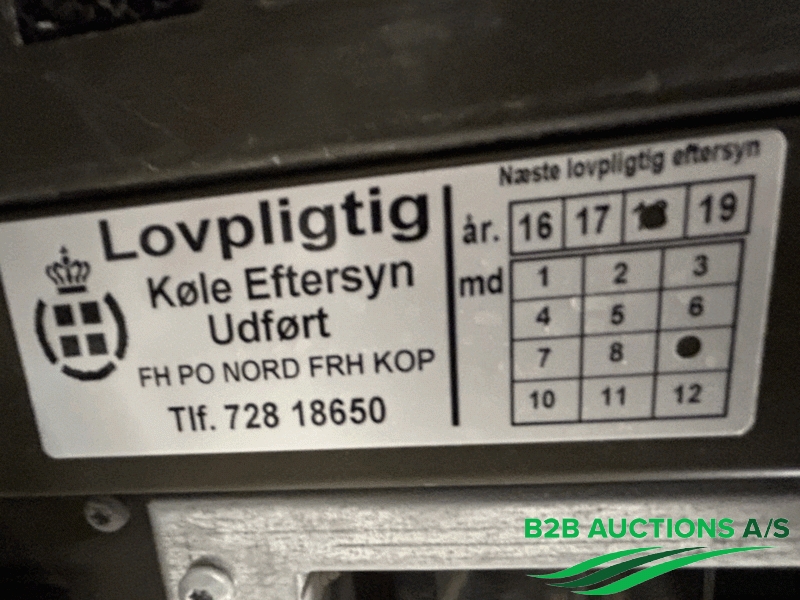 Lovpligtig
Køle Eftersyn
Udført
FH PO NORD FRH KOP
Tlf. 728 18650
Næste lovpligtig eftersyn
år. 16 17 18 19
md 1 2 3
4 5 6
7 8
10 11 12
B2B AUCTIONS A/S